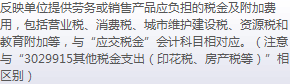 反映单位提供劳务或销售产品应负担的税金及附加费
用，包括营业税、消费税、城市维护建设税、资源税和
教育附加等，与“应交税金”会计科目相对应。（注意
与“3029915其他税金支出（印花税、房产税等）”相
区别）